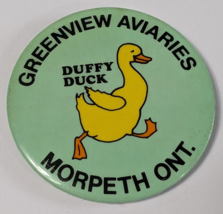 GREENVIEW AVIARIES
DUFFY
DUCK
MORPETH ONT.